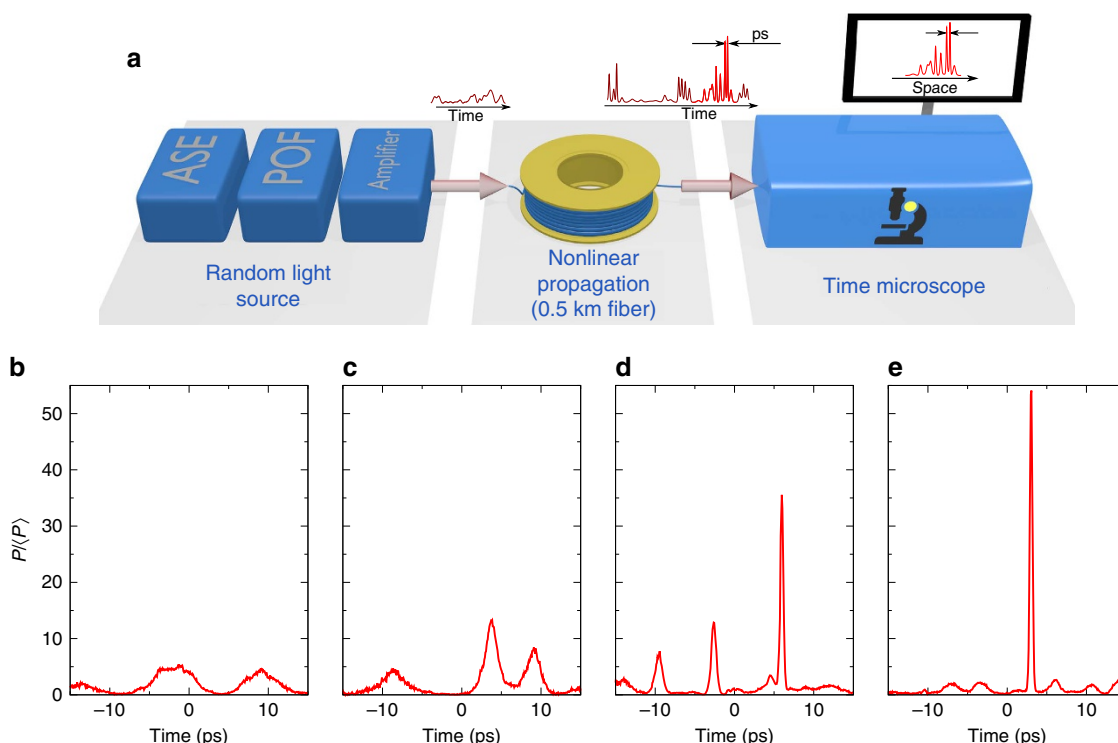 a
ps
Time
Time
Space
ASE
POF
Amplifier
Random light
source
Nonlinear
propagation
(0.5 km fiber)
Time microscope
b
c
d
e
50
40
30
20
10
0
P/⟨P⟩
−10 0 10
−10 0 10
−10 0 10
−10 0 10
Time (ps)
Time (ps)
Time (ps)
Time (ps)